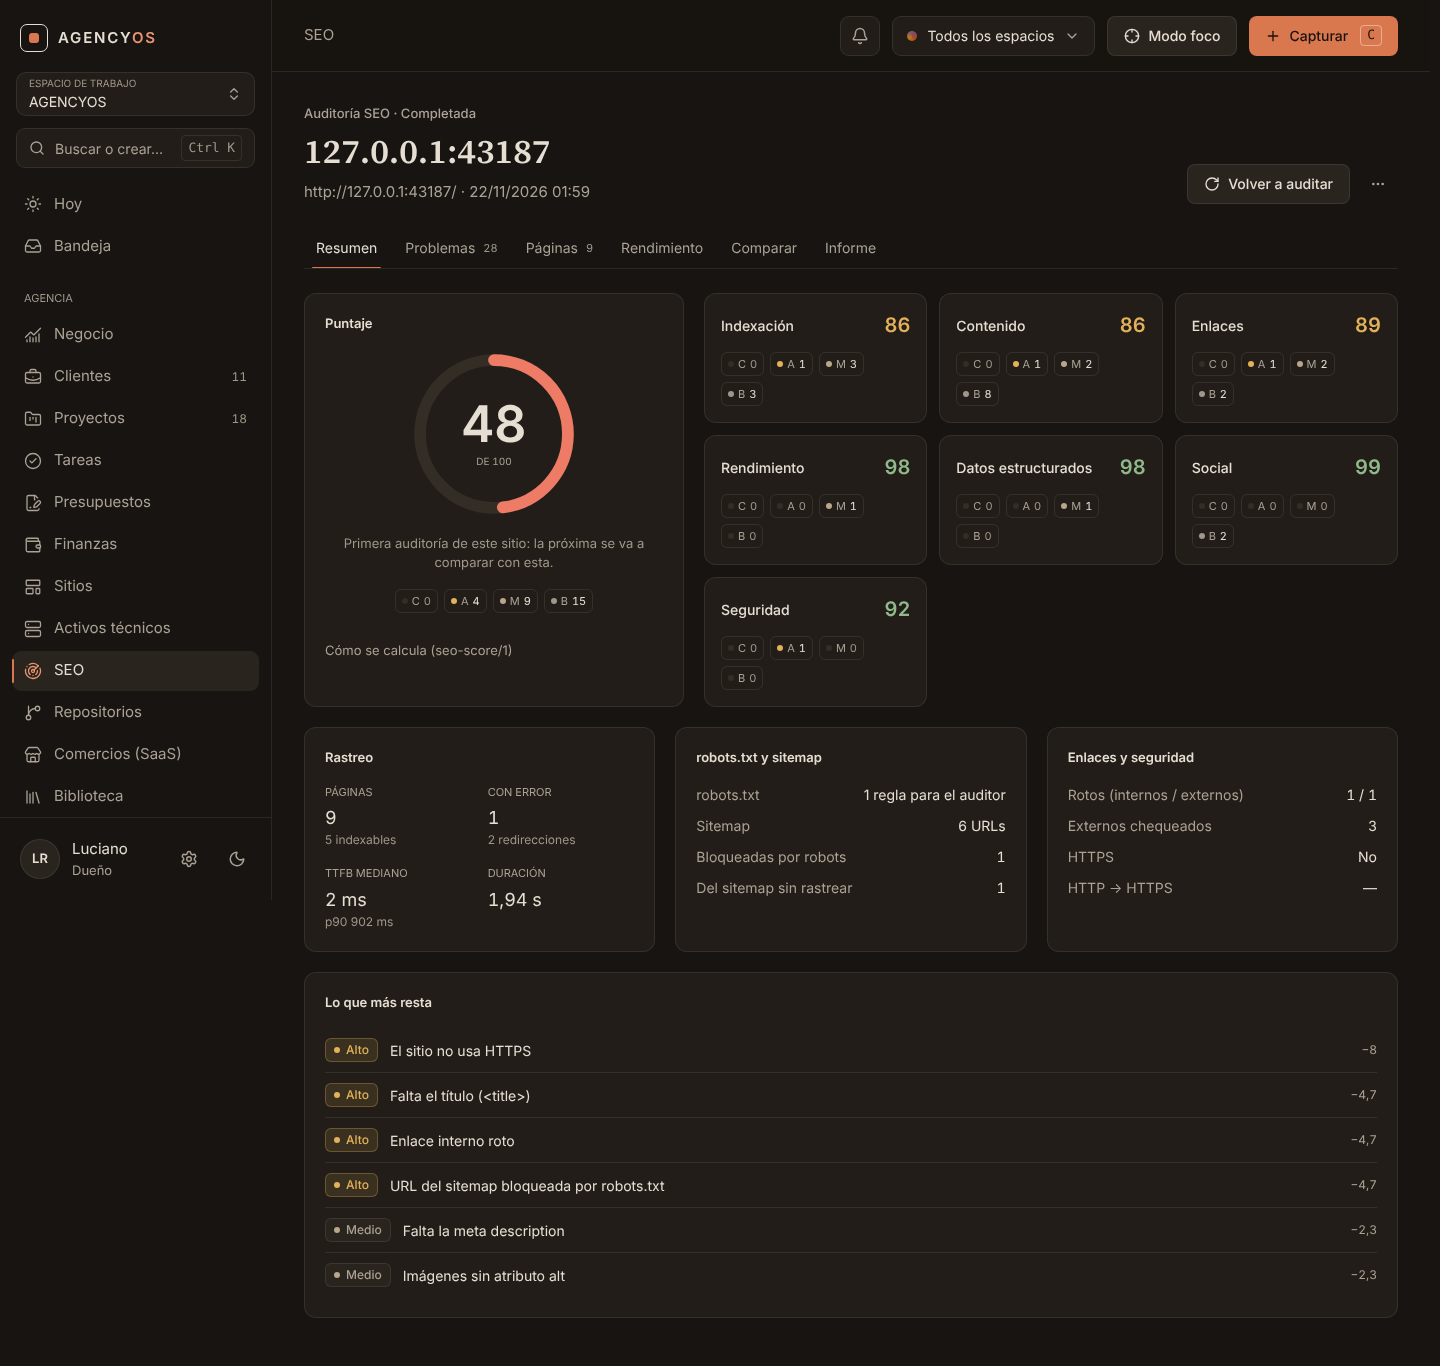 AGENCYOS
ESPACIO DE TRABAJO
AGENCYOS
Buscar o crear... Ctrl K
Hoy
Bandeja
AGENCIA
Negocio
Clientes 11
Proyectos 18
Tareas
Presupuestos
Finanzas
Sitios
Activos técnicos
SEO
Repositorios
Comercios (SaaS)
Biblioteca
LR
Luciano
Dueño
SEO
Todos los espacios
Modo foco
Capturar C
Auditoría SEO · Completada
127.0.0.1:43187
http://127.0.0.1:43187/ · 22/11/2026 01:59
Volver a auditar
Resumen Problemas 28 Páginas 9 Rendimiento Comparar Informe
Puntaje
48
DE 100
Primera auditoría de este sitio: la próxima se va a
comparar con esta.
C 0 A 4 M 9 B 15
Cómo se calcula (seo-score/1)
Indexación 86
C 0 A 1 M 3
B 3
Contenido 86
C 0 A 1 M 2
B 8
Enlaces 89
C 0 A 1 M 2
B 2
Rendimiento 98
C 0 A 0 M 1
B 0
Datos estructurados 98
C 0 A 0 M 1
B 0
Social 99
C 0 A 0 M 0
B 2
Seguridad 92
C 0 A 1 M 0
B 0
Rastreo
PÁGINAS CON ERROR
9 1
5 indexables 2 redirecciones
TTFB MEDIANO DURACIÓN
2 ms 1,94 s
p90 902 ms
robots.txt y sitemap
robots.txt 1 regla para el auditor
Sitemap 6 URLs
Bloqueadas por robots 1
Del sitemap sin rastrear 1
Enlaces y seguridad
Rotos (internos / externos) 1 / 1
Externos chequeados 3
HTTPS No
HTTP → HTTPS —
Lo que más resta
Alto El sitio no usa HTTPS −8
Alto Falta el título (<title>) −4,7
Alto Enlace interno roto −4,7
Alto URL del sitemap bloqueada por robots.txt −4,7
Medio Falta la meta description −2,3
Medio Imágenes sin atributo alt −2,3